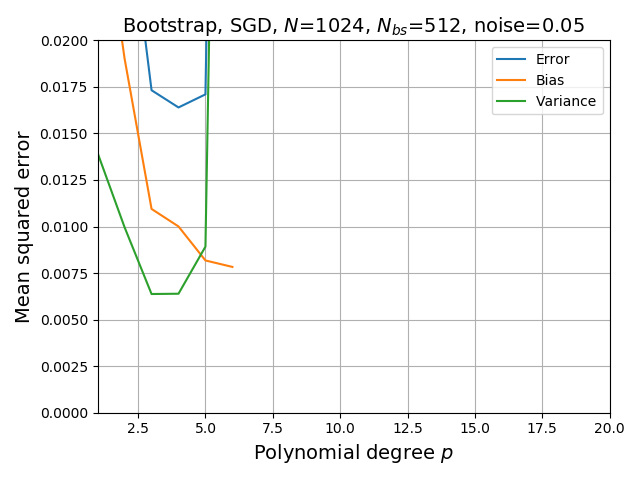 Bootstrap, SGD, N=1024, N_bs=512, noise=0.05
0.0200
0.0175
0.0150
0.0125
0.0100
0.0075
0.0050
0.0025
0.0000
Mean squared error
Error
Bias
Variance
2.5 5.0 7.5 10.0 12.5 15.0 17.5 20.0
Polynomial degree p